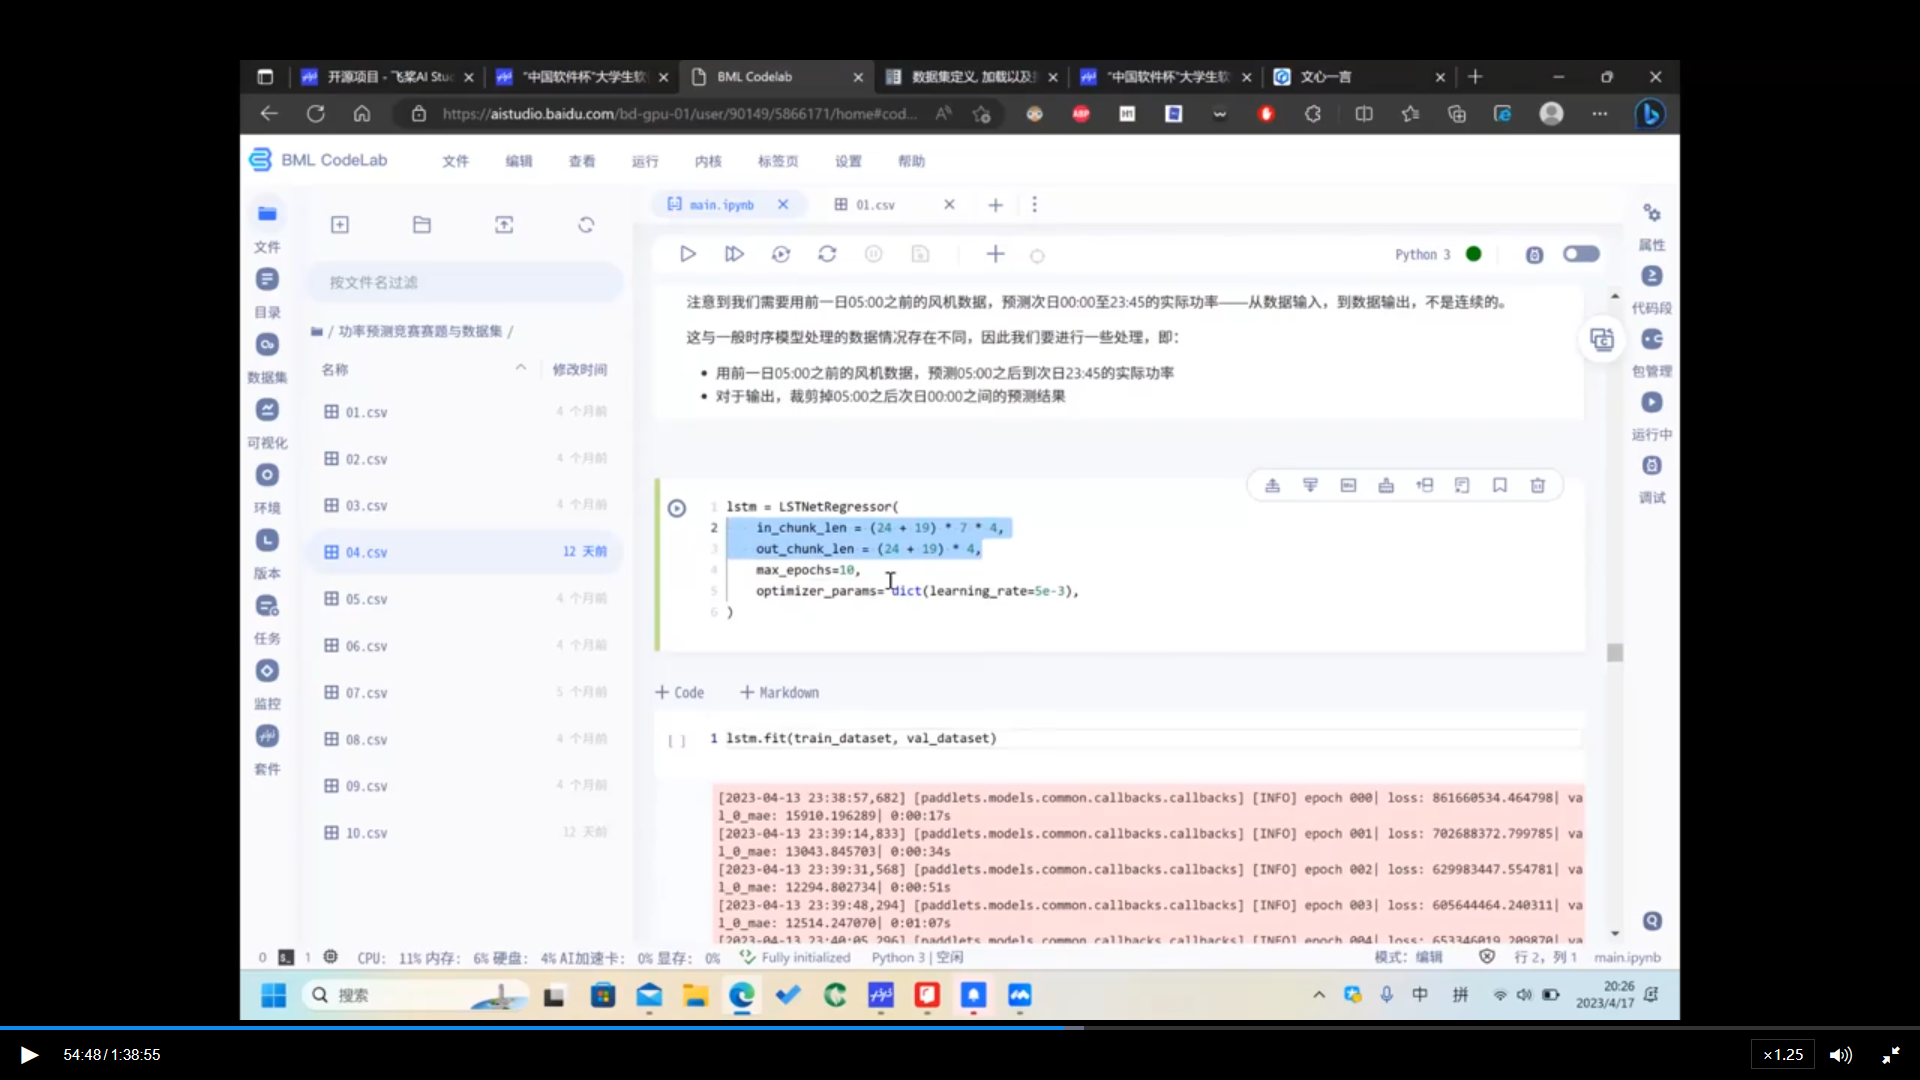 开源项目 - 飞桨AI Stuc
"中国软件杯"大学生软
BML Codelab
数据集定义, 加载以及
"中国软件杯"大学生软
文心一言
https://aistudio.baidu.com/bd-gpu-01/user/90149/5866171/home#cod...
BML CodeLab
文件 编辑 查看 运行 内核 标签页 设置 帮助
main.ipynb
01.csv
文件
目录
数据集
可视化
环境
版本
任务
监控
套件
按文件名过滤
/ 功率预测竞赛赛题与数据集 /
名称 修改时间
01.csv 4 个月前
02.csv 4 个月前
03.csv 4 个月前
04.csv 12 天前
05.csv 4 个月前
06.csv 4 个月前
07.csv 5 个月前
08.csv 4 个月前
09.csv 4 个月前
10.csv 12 天前
Python 3
注意到我们需要用前一日05:00之前的风机数据，预测次日00:00至23:45的实际功率——从数据输入，到数据输出，不是连续的。
这与一般时序模型处理的数据情况存在不同，因此我们要进行一些处理，即：
• 用前一日05:00之前的风机数据，预测05:00之后到次日23:45的实际功率
• 对于输出，裁剪掉05:00之后次日00:00之间的预测结果
1 lstm = LSTNetRegressor(
2 in_chunk_len = (24 + 19) * 7 * 4,
3 out_chunk_len = (24 + 19) * 4,
4 max_epochs=10,
5 optimizer_params= dict(learning_rate=5e-3),
6 )
+ Code + Markdown
[ ] 1 lstm.fit(train_dataset, val_dataset)
[2023-04-13 23:38:57,682] [paddlets.models.common.callbacks.callbacks] [INFO] epoch 000| loss: 861660534.464798| va
l_0_mae: 15910.196289| 0:00:17s
[2023-04-13 23:39:14,833] [paddlets.models.common.callbacks.callbacks] [INFO] epoch 001| loss: 702688372.799785| va
l_0_mae: 13043.845703| 0:00:34s
[2023-04-13 23:39:31,568] [paddlets.models.common.callbacks.callbacks] [INFO] epoch 002| loss: 629983447.554781| va
l_0_mae: 12294.802734| 0:00:51s
[2023-04-13 23:39:48,294] [paddlets.models.common.callbacks.callbacks] [INFO] epoch 003| loss: 605644464.240311| va
l_0_mae: 12514.247070| 0:01:07s
[2023-04-13 23:40:05,296] [paddlets.models.common.callbacks.callbacks] [INFO] epoch 004| loss: 653346019.209870| va
属性
代码段
包管理
运行中
调试
0 1 CPU: 11% 内存: 6% 硬盘: 4% AI加速卡: 0% 显存: 0% Fully initialized Python 3 | 空闲
模式: 编辑 行 2, 列 1 main.ipynb
搜索
中 拼
20:26
2023/4/17
54:48/1:38:55
×1.25